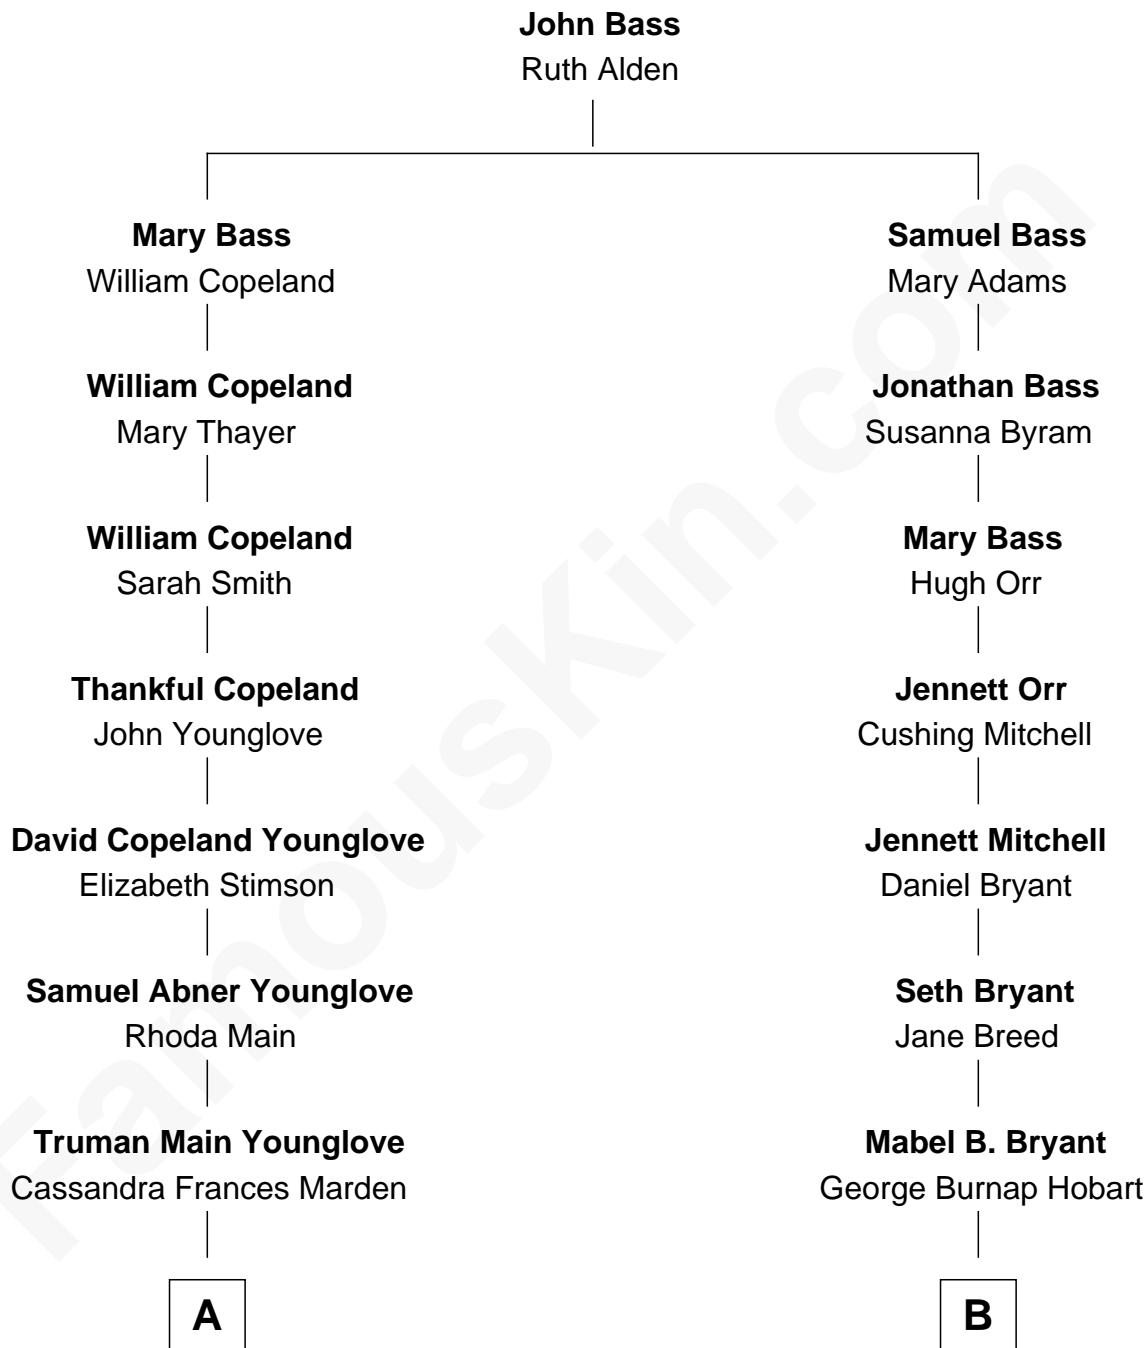 John Bass
Ruth Alden
Mary Bass
William Copeland
Samuel Bass
Mary Adams
William Copeland
Mary Thayer
Jonathan Bass
Susanna Byram
William Copeland
Sarah Smith
Mary Bass
Hugh Orr
Thankful Copeland
John Younglove
Jennett Orr
Cushing Mitchell
David Copeland Younglove
Elizabeth Stimson
Jennett Mitchell
Daniel Bryant
Samuel Abner Younglove
Rhoda Main
Seth Bryant
Jane Breed
Truman Main Younglove
Cassandra Frances Marden
Mabel B. Bryant
George Burnap Hobart
A
B
FamousKin.com